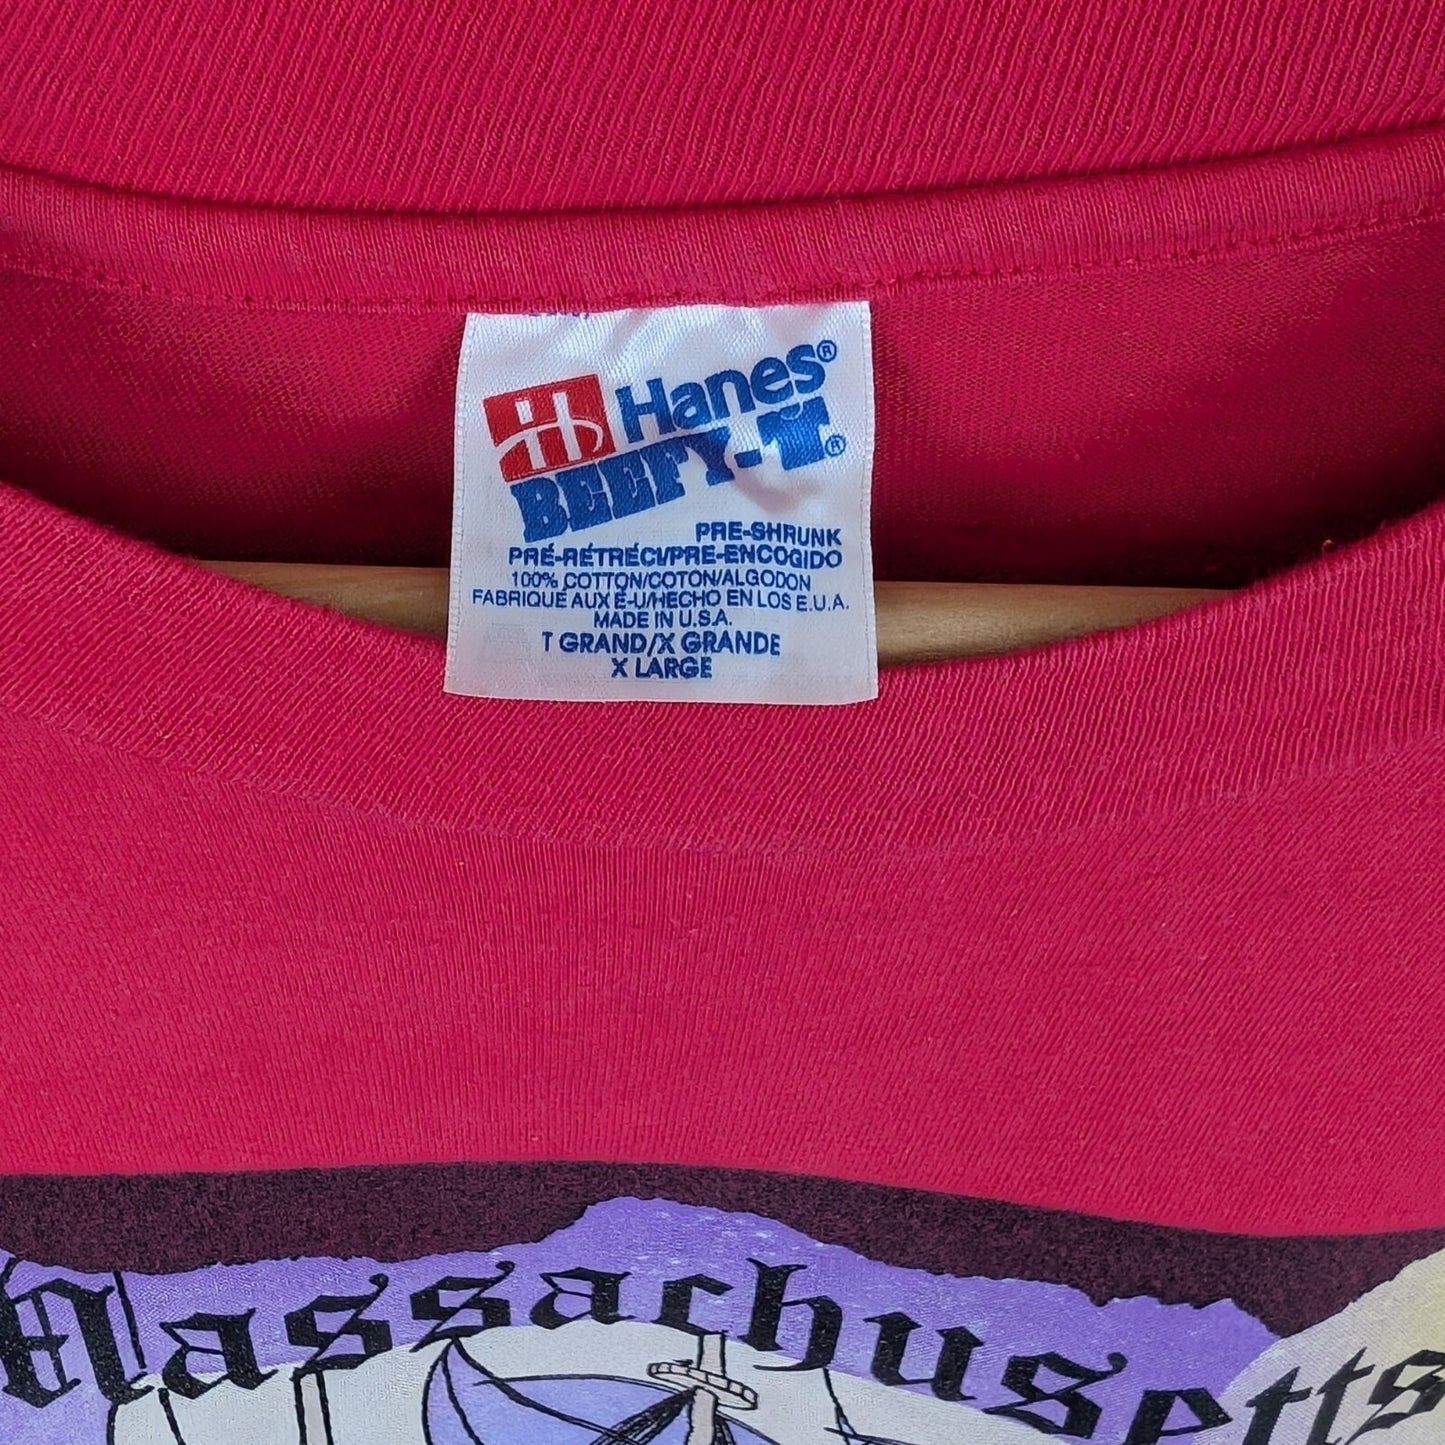 Hanes®
BEEFY-T®
PRE-SHRUNK
PRÉ-RÉTRÉCI/PRE-ENCOGIDO
100% COTTON/COTON/ALGODON
FABRIQUE AUX E-U/HECHO EN LOS E.U.A.
MADE IN U.S.A.
T GRAND/X GRANDE
X LARGE
Massachusetts